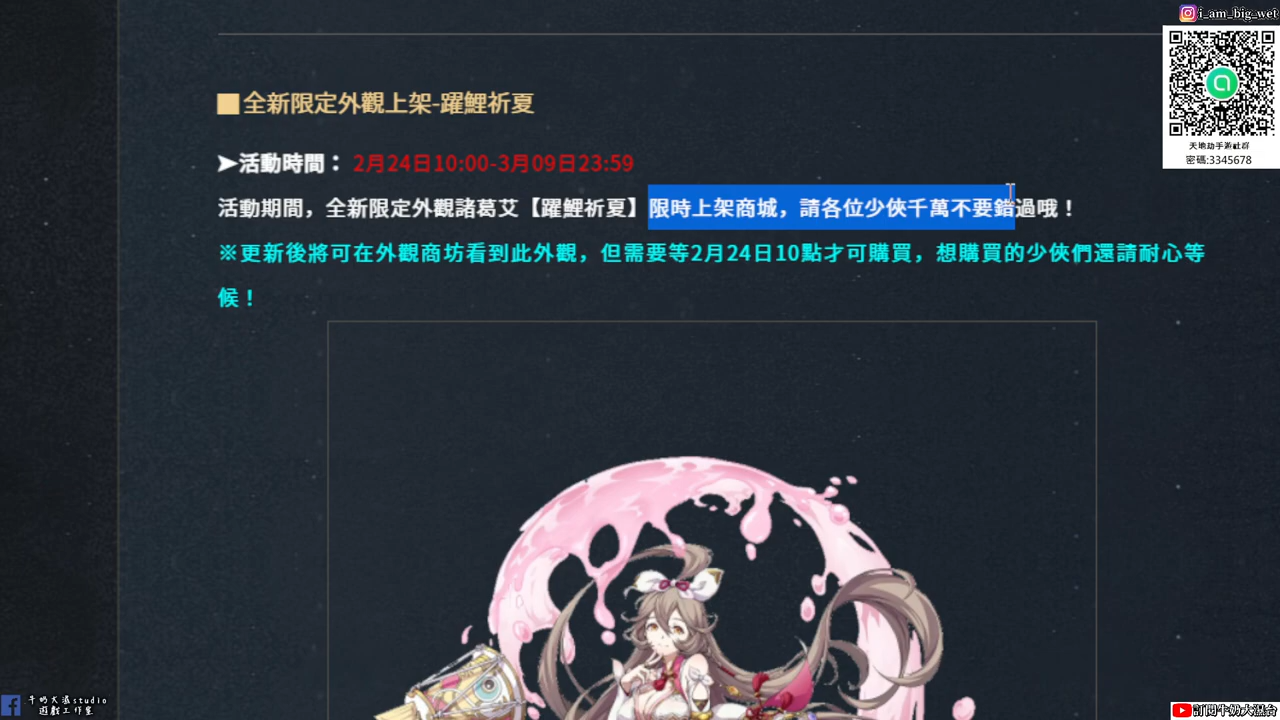 i_am_big_wet
■全新限定外觀上架-躍鯉祈夏
➤活動時間： 2月24日10:00-3月09日23:59
天地劫手遊社群
密碼:3345678
活動期間，全新限定外觀諸葛艾【躍鯉祈夏】限時上架商城，請各位少俠千萬不要錯過哦！
※更新後將可在外觀商坊看到此外觀，但需要等2月24日10點才可購買，想購買的少俠們還請耐心等
候！
牛奶大濕studio
遊戲工作室
訂閱牛奶大濕台